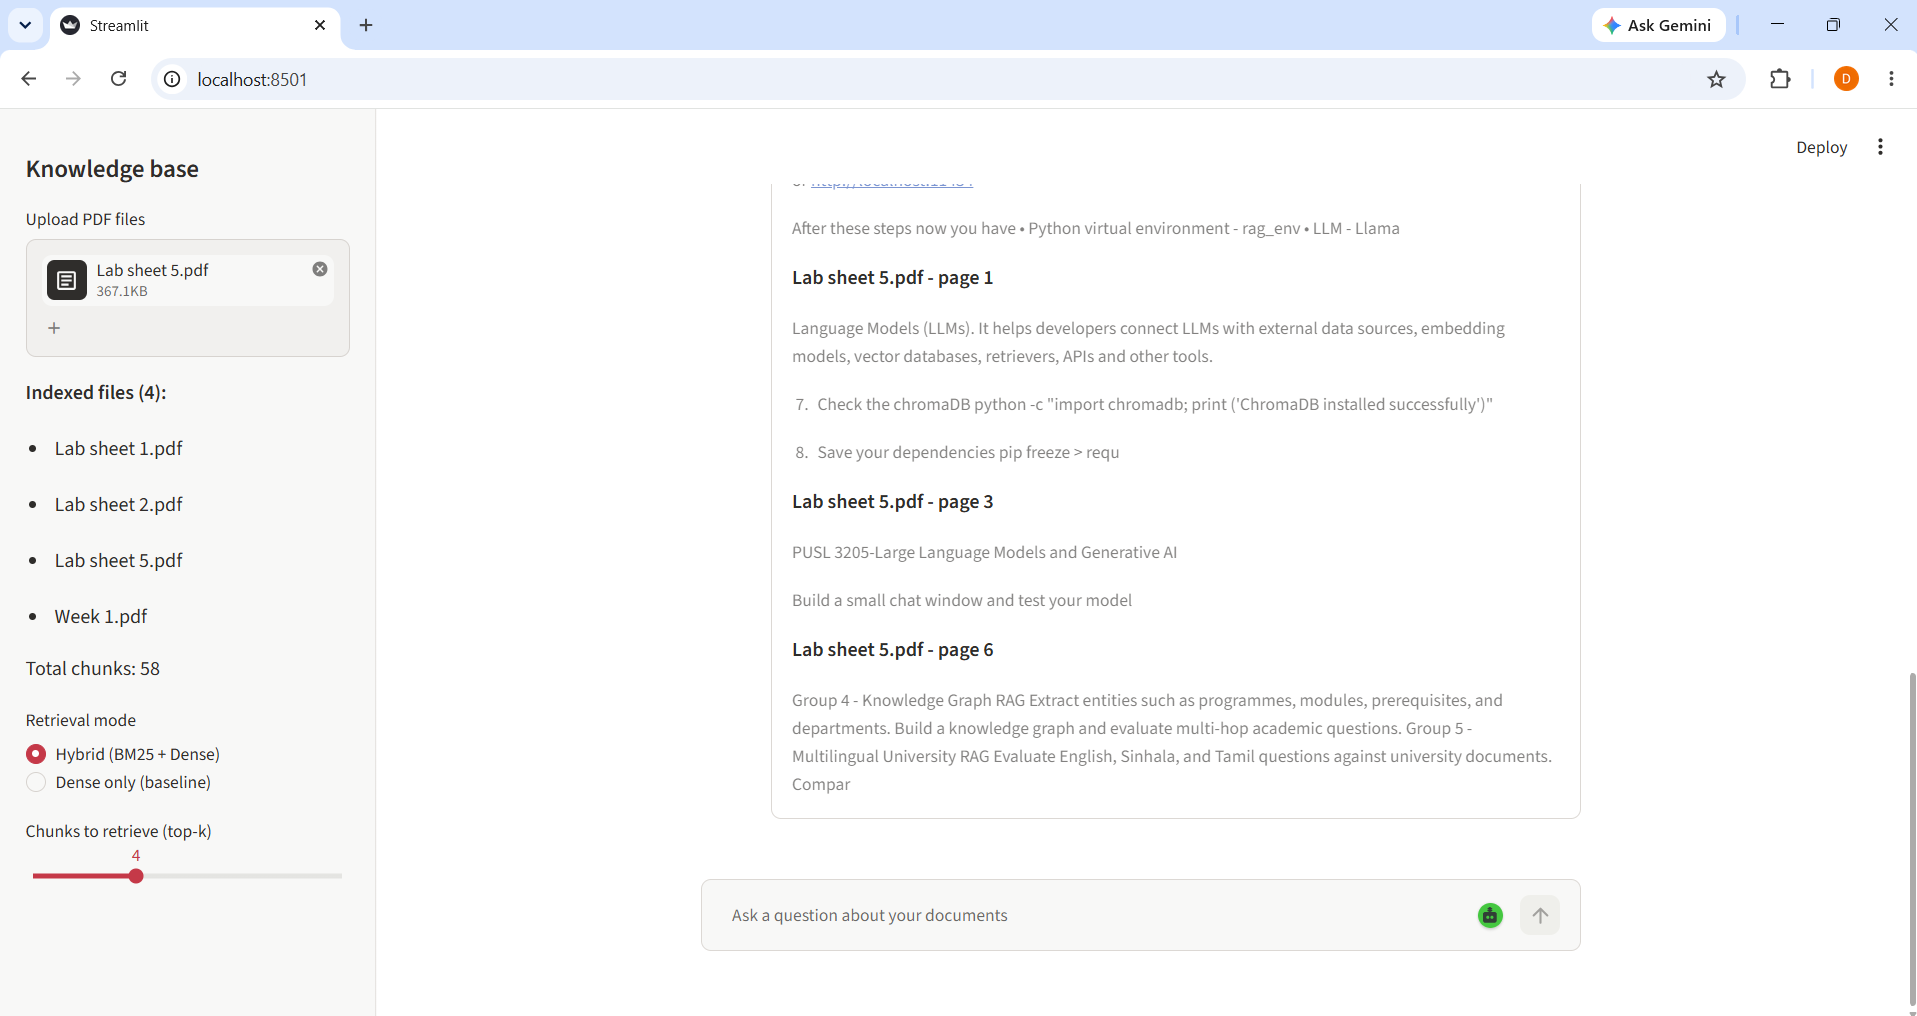 Streamlit
Ask Gemini
localhost:8501
D
Deploy
Knowledge base
Upload PDF files
Lab sheet 5.pdf
367.1KB
Indexed files (4):
• Lab sheet 1.pdf
• Lab sheet 2.pdf
• Lab sheet 5.pdf
• Week 1.pdf
Total chunks: 58
Retrieval mode
Hybrid (BM25 + Dense)
Dense only (baseline)
Chunks to retrieve (top-k)
4
After these steps now you have • Python virtual environment - rag_env • LLM - Llama
Lab sheet 5.pdf - page 1
Language Models (LLMs). It helps developers connect LLMs with external data sources, embedding
models, vector databases, retrievers, APIs and other tools.
7. Check the chromaDB python -c "import chromadb; print ('ChromaDB installed successfully')"
8. Save your dependencies pip freeze > requ
Lab sheet 5.pdf - page 3
PUSL 3205-Large Language Models and Generative AI
Build a small chat window and test your model
Lab sheet 5.pdf - page 6
Group 4 - Knowledge Graph RAG Extract entities such as programmes, modules, prerequisites, and
departments. Build a knowledge graph and evaluate multi-hop academic questions. Group 5 -
Multilingual University RAG Evaluate English, Sinhala, and Tamil questions against university documents.
Compar
Ask a question about your documents